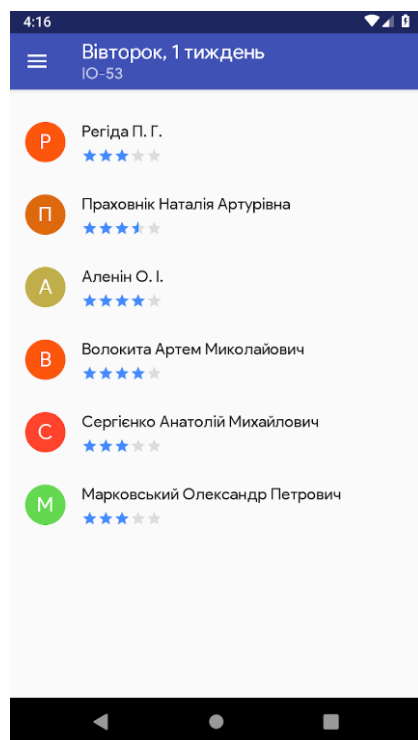 4:16
Вівторок, 1 тиждень
ІО-53
Р
Регіда П. Г.
П
Праховнік Наталія Артурівна
А
Аленін О. І.
В
Волокита Артем Миколайович
С
Сергієнко Анатолій Михайлович
М
Марковський Олександр Петрович